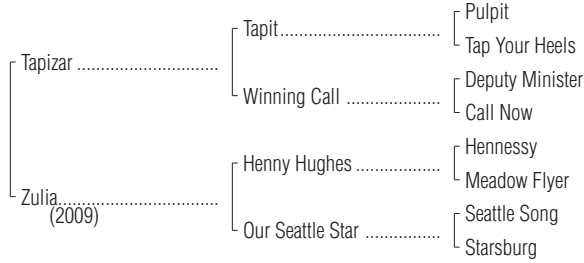 Pulpit
Tapit
Tap Your Heels
Tapizar
Deputy Minister
Winning Call
Call Now
Hennessy
Henny Hughes
Meadow Flyer
Zulia
(2009)
Seattle Song
Our Seattle Star
Starsburg